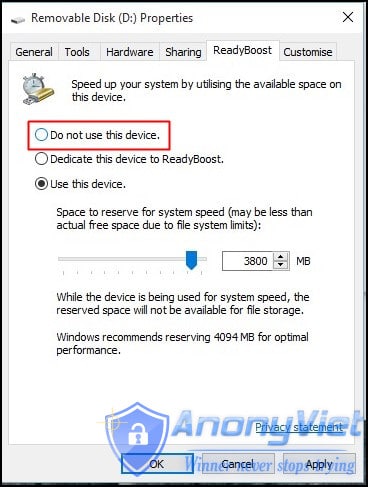 Removable Disk (D:) Properties
General Tools Hardware Sharing ReadyBoost Customise
Speed up your system by utilising the available space on
this device.
Do not use this device.
Dedicate this device to ReadyBoost.
Use this device.
Space to reserve for system speed (may be less than
actual free space due to file system limits):
3800 MB
While the device is being used for system speed, the
reserved space will not be available for file storage.
Windows recommends reserving 4094 MB for optimal
performance.
Privacy statement
AnonyViet
OK Cancel Apply
Winner never stops trying